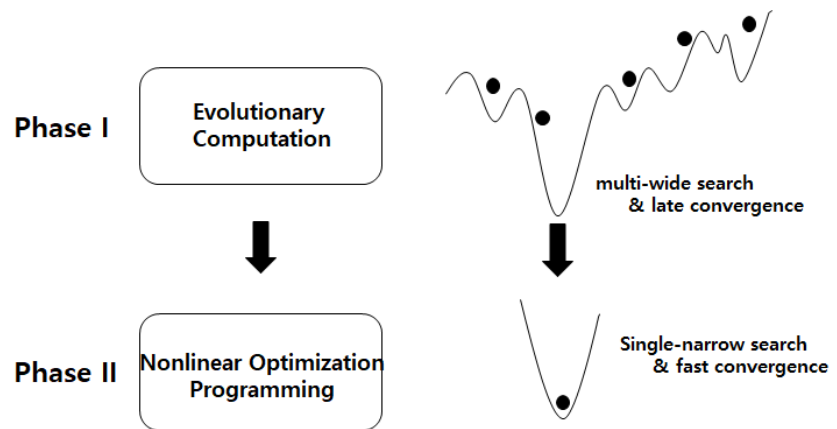 Phase I
Evolutionary
Computation
multi-wide search
& late convergence
Phase II
Nonlinear Optimization
Programming
Single-narrow search
& fast convergence